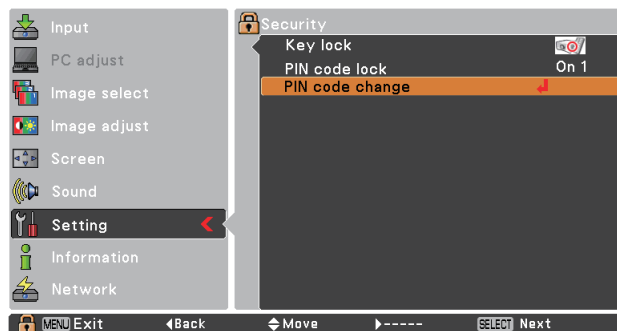 Input
PC adjust
Image select
Image adjust
Screen
Sound
Setting
Information
Network
Security
Key lock
PIN code lock On 1
PIN code change
MENU Exit Back Move ----- SELECT Next